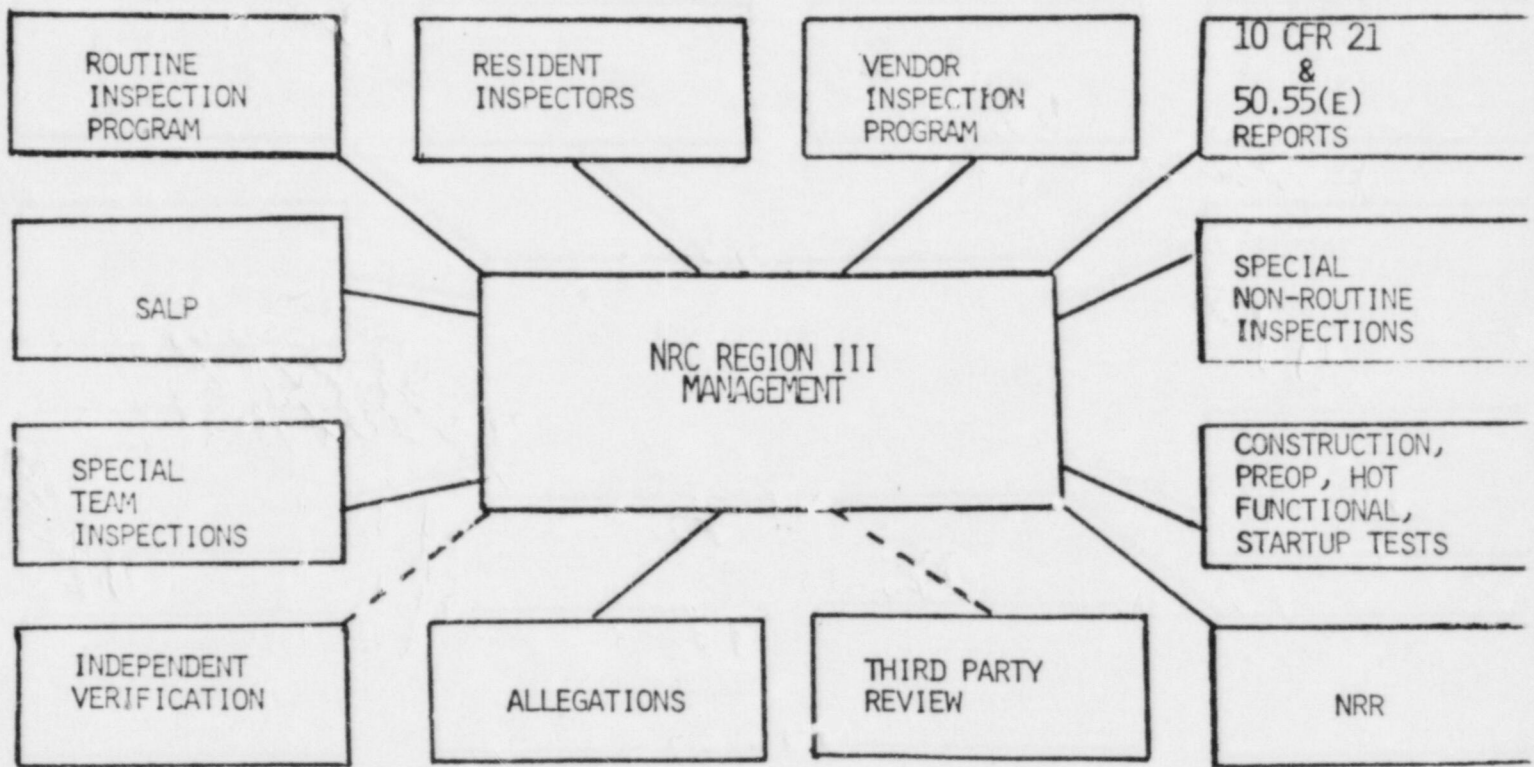 ROUTINE
INSPECTION
PROGRAM
RESIDENT
INSPECTORS
VENDOR
INSPECTION
PROGRAM
10 CFR 21
&
50.55(E)
REPORTS
SALP
NRC REGION III
MANAGEMENT
SPECIAL
NON-ROUTINE
INSPECTIONS
SPECIAL
TEAM
INSPECTIONS
CONSTRUCTION,
PREOP, HOT
FUNCTIONAL,
STARTUP TESTS
INDEPENDENT
VERIFICATION
ALLEGATIONS
THIRD PARTY
REVIEW
NRR